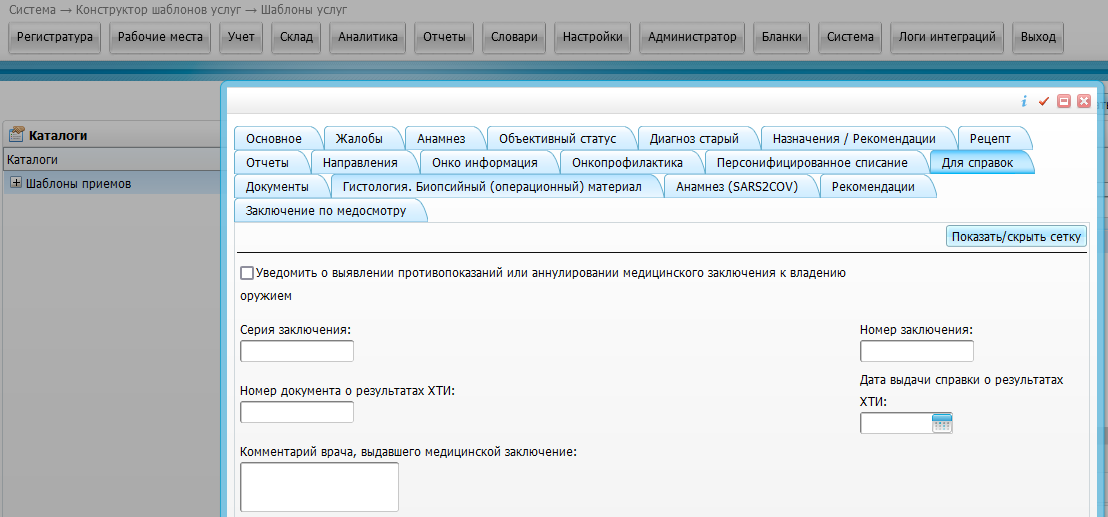 Система → Конструктор шаблонов услуг → Шаблоны услуг
Регистратура Рабочие места Учет Склад Аналитика Отчеты Словари Настройки Администратор Бланки Система Логи интеграций Выход
Каталоги
Каталоги
Шаблоны приемов
Основное Жалобы Анамнез Объективный статус Диагноз старый Назначения / Рекомендации Рецепт
Отчеты Направления Онко информация Онкопрофилактика Персонифицированное списание Для справок
Документы Гистология. Биопсийный (операционный) материал Анамнез (SARS2COV) Рекомендации
Заключение по медосмотру
Показать/скрыть сетку
Уведомить о выявлении противопоказаний или аннулировании медицинского заключения к владению
оружием
Серия заключения: Номер заключения:
Номер документа о результатах ХТИ: Дата выдачи справки о результатах
ХТИ:
Комментарий врача, выдавшего медицинской заключение: